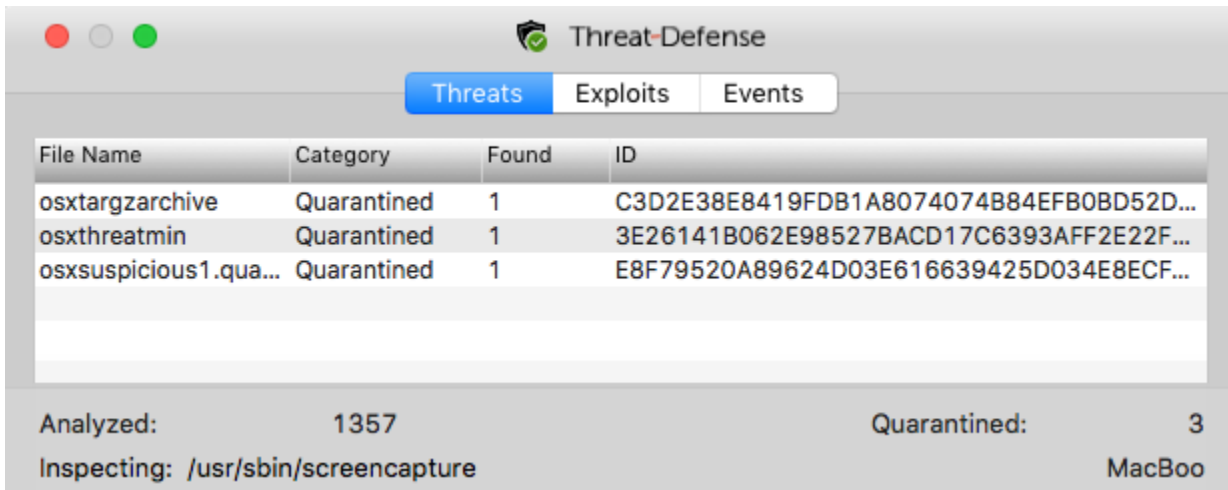 Threat-Defense
Threats Exploits Events
File Name Category Found ID
osxtargzarchive Quarantined 1 C3D2E38E8419FDB1A8074074B84EFB0BD52D...
osxthreatmin Quarantined 1 3E26141B062E98527BACD17C6393AFF2E22F...
osxsuspicious1.qua... Quarantined 1 E8F79520A89624D03E616639425D034E8ECF...
Analyzed: 1357 Quarantined: 3
Inspecting: /usr/sbin/screencapture MacBoo